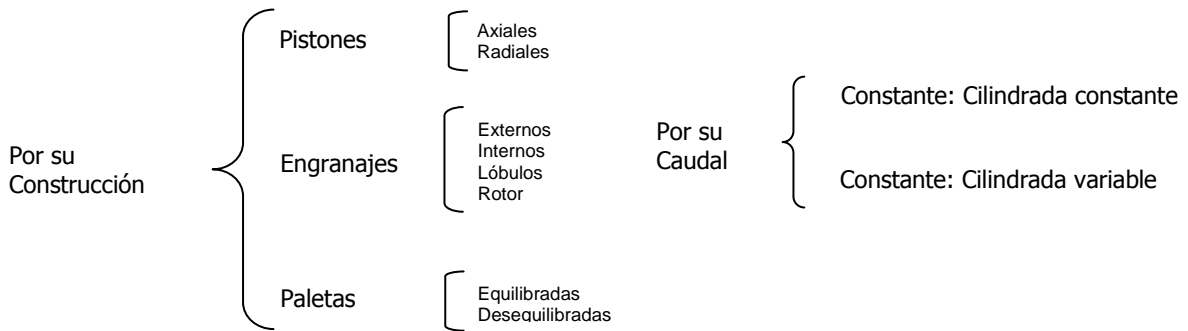 Por su
Construcción
Pistones
Axiales
Radiales
Engranajes
Externos
Internos
Lóbulos
Rotor
Paletas
Equilibradas
Desequilibradas
Por su
Caudal
Constante: Cilindrada constante
Constante: Cilindrada variable